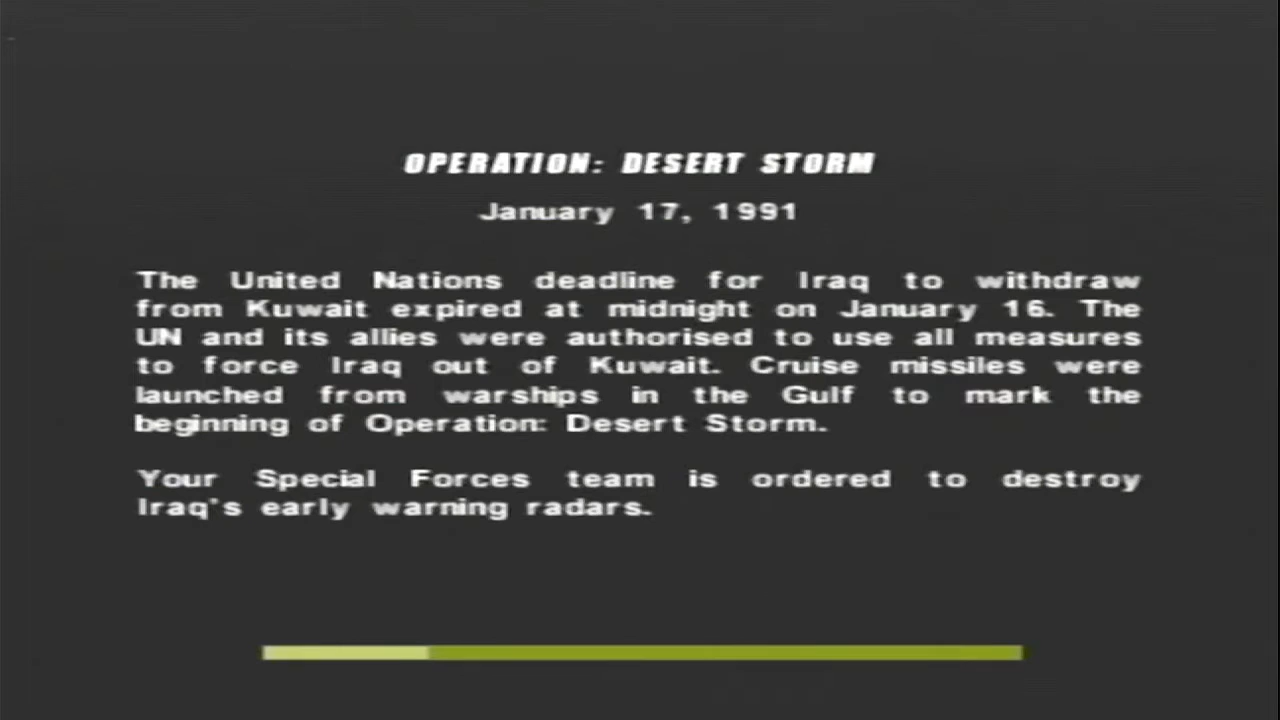 OPERATION: DESERT STORM
January 17, 1991
The United Nations deadline for Iraq to withdraw
from Kuwait expired at midnight on January 16. The
UN and its allies were authorised to use all measures
to force Iraq out of Kuwait. Cruise missiles were
launched from warships in the Gulf to mark the
beginning of Operation: Desert Storm.
Your Special Forces team is ordered to destroy
Iraq's early warning radars.